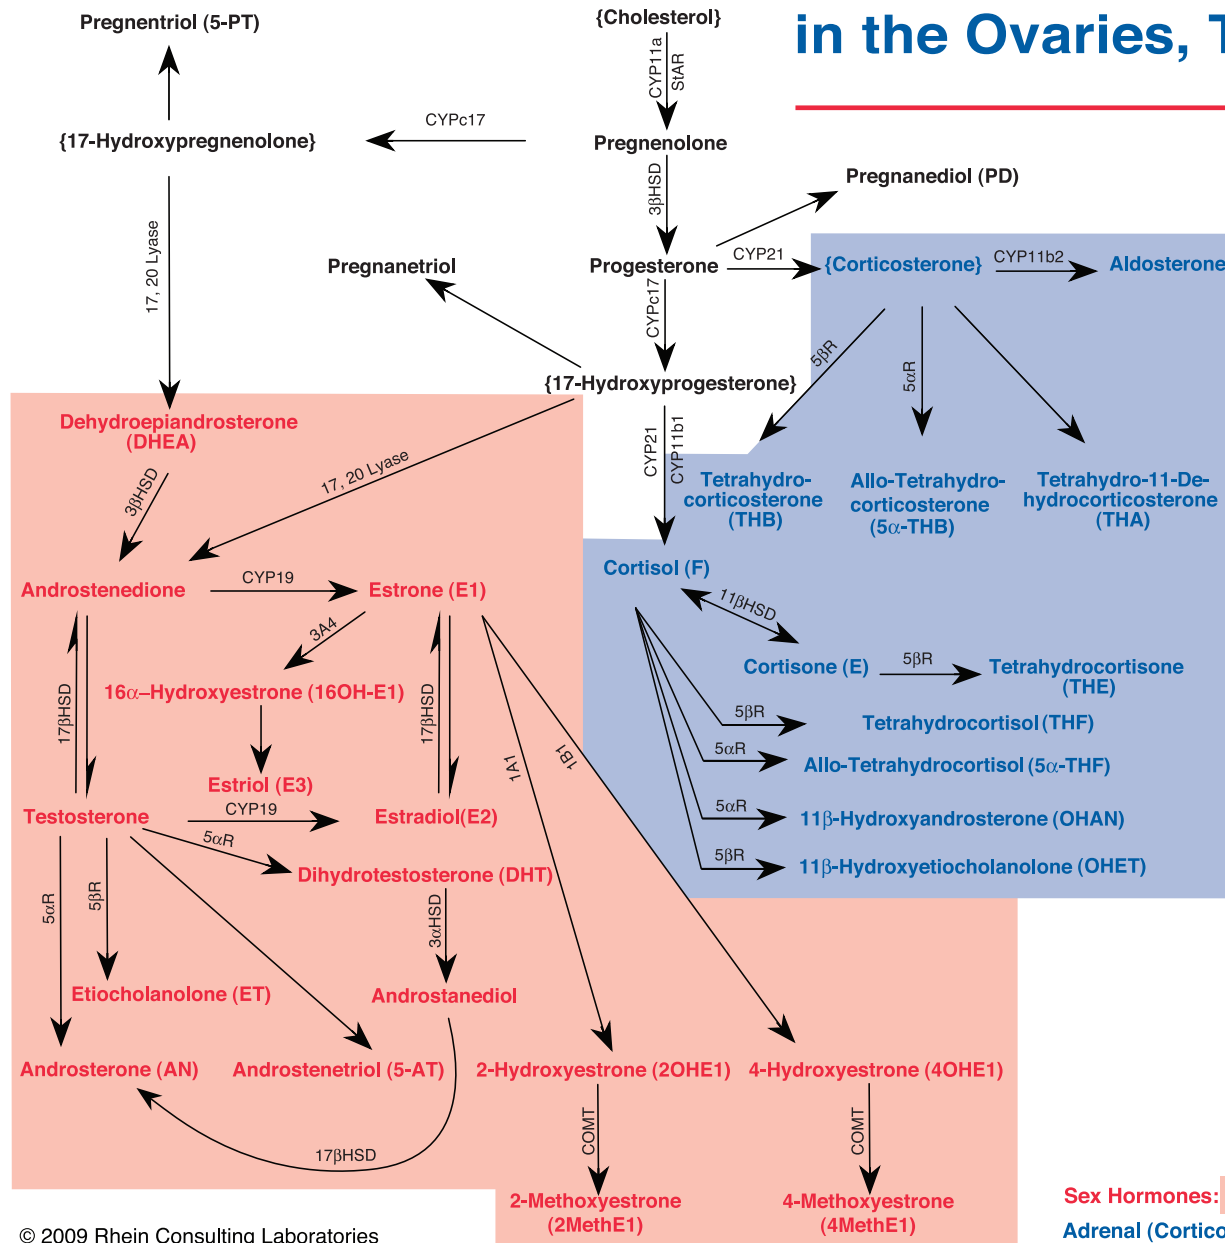 in the Ovaries, T
Pregnentriol (5-PT)
{Cholesterol}
CYP11a
StAR
CYPc17
{17-Hydroxypregnenolone}
Pregnenolone
3βHSD
Pregnanediol (PD)
17, 20 Lyase
Pregnanetriol
Progesterone
CYP21
{Corticosterone}
CYP11b2
Aldosterone
CYPc17
5βR
5αR
{17-Hydroxyprogesterone}
CYP21
CYP11b1
Dehydroepiandrosterone
(DHEA)
17, 20 Lyase
3βHSD
Tetrahydro-
corticosterone
(THB)
Allo-Tetrahydro-
corticosterone
(5α-THB)
Tetrahydro-11-De-
hydrocorticosterone
(THA)
Cortisol (F)
Androstenedione
CYP19
Estrone (E1)
11βHSD
3A4
Cortisone (E)
5βR
Tetrahydrocortisone
(THE)
16α–Hydroxyestrone (16OH-E1)
17βHSD
17βHSD
5βR
Tetrahydrocortisol (THF)
1A1
1B1
5αR
Allo-Tetrahydrocortisol (5α-THF)
Estriol (E3)
Testosterone
CYP19
Estradiol(E2)
5αR
11β-Hydroxyandrosterone (OHAN)
5αR
5βR
11β-Hydroxyetiocholanolone (OHET)
Dihydrotestosterone (DHT)
5αR
5βR
3αHSD
Etiocholanolone (ET)
Androstanediol
Androsterone (AN)
Androstenetriol (5-AT)
2-Hydroxyestrone (2OHE1)
4-Hydroxyestrone (4OHE1)
17βHSD
COMT
COMT
2-Methoxyestrone
(2MethE1)
4-Methoxyestrone
(4MethE1)
Sex Hormones:
Adrenal (Cortico
© 2009 Rhein Consulting Laboratories